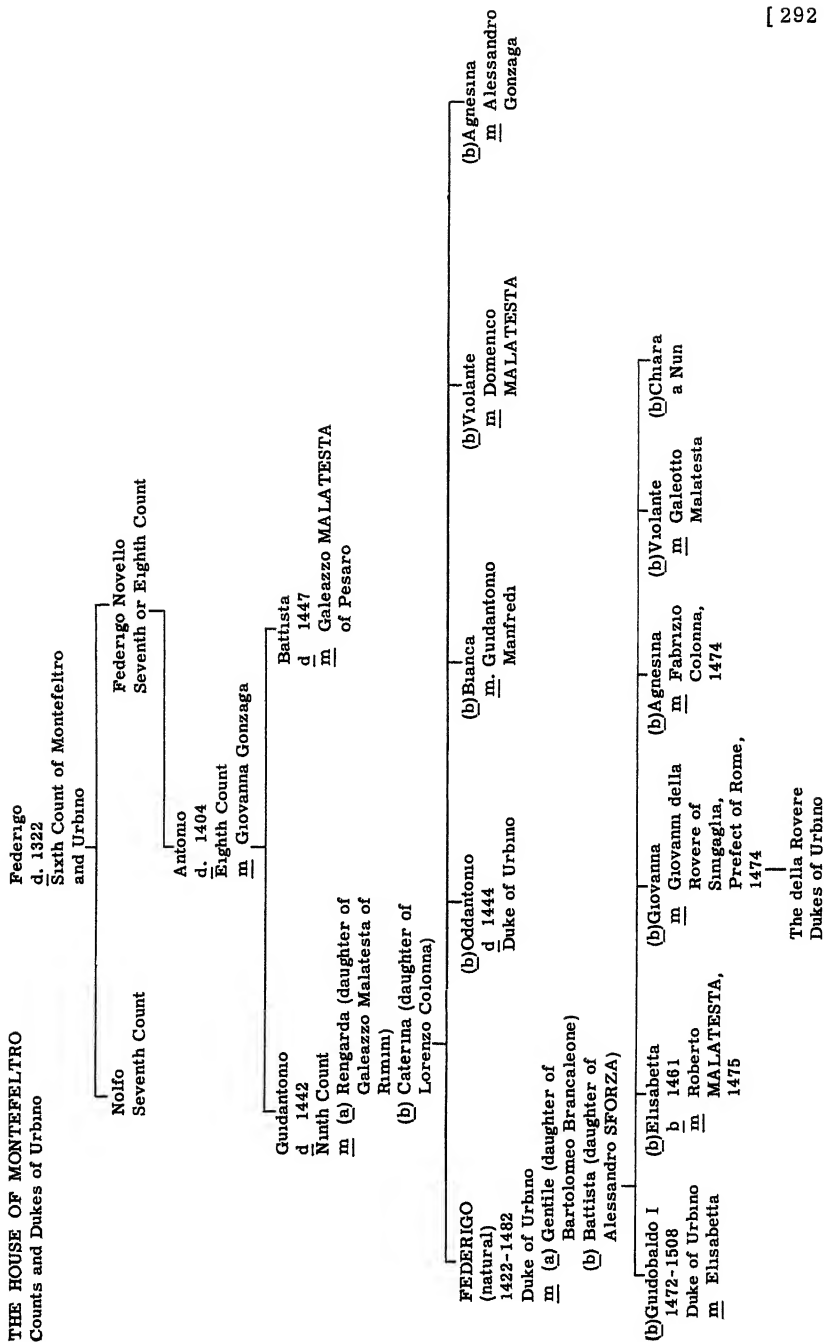 [ 292
THE HOUSE OF MONTEFELTRO
Counts and Dukes of Urbino
Federigo
d. 1322
Sixth Count of Montefeltro
and Urbino
Nolfo
Seventh Count
Federigo Novello
Seventh or Eighth Count
Antonio
d. 1404
Eighth Count
m Giovanna Gonzaga
Guidantonio
d 1442
Ninth Count
m (a) Rengarda (daughter of
Galeazzo Malatesta of
Rimini)
(b) Caterina (daughter of
Lorenzo Colonna)
Battista
d 1447
m Galeazzo MALATESTA
of Pesaro
FEDERIGO
(natural)
1422-1482
Duke of Urbino
m (a) Gentile (daughter of
Bartolomeo Brancaleone)
(b) Battista (daughter of
Alessandro SFORZA)
(b)Oddantonio
d 1444
Duke of Urbino
(b)Bianca
m. Guidantonio
Manfredi
(b)Violante
m Domenico
MALATESTA
(b)Agnesina
m Alessandro
Gonzaga
(b)Guidobaldo I
1472-1508
Duke of Urbino
m Elisabetta
(b)Elisabetta
b 1461
m Roberto
MALATESTA,
1475
(b)Giovanna
m Giovanni della
Rovere of
Sinigaglia,
Prefect of Rome,
1474
The della Rovere
Dukes of Urbino
(b)Agnesina
m Fabrizio
Colonna,
1474
(b)Violante
m Galeotto
Malatesta
(b)Chiara
a Nun